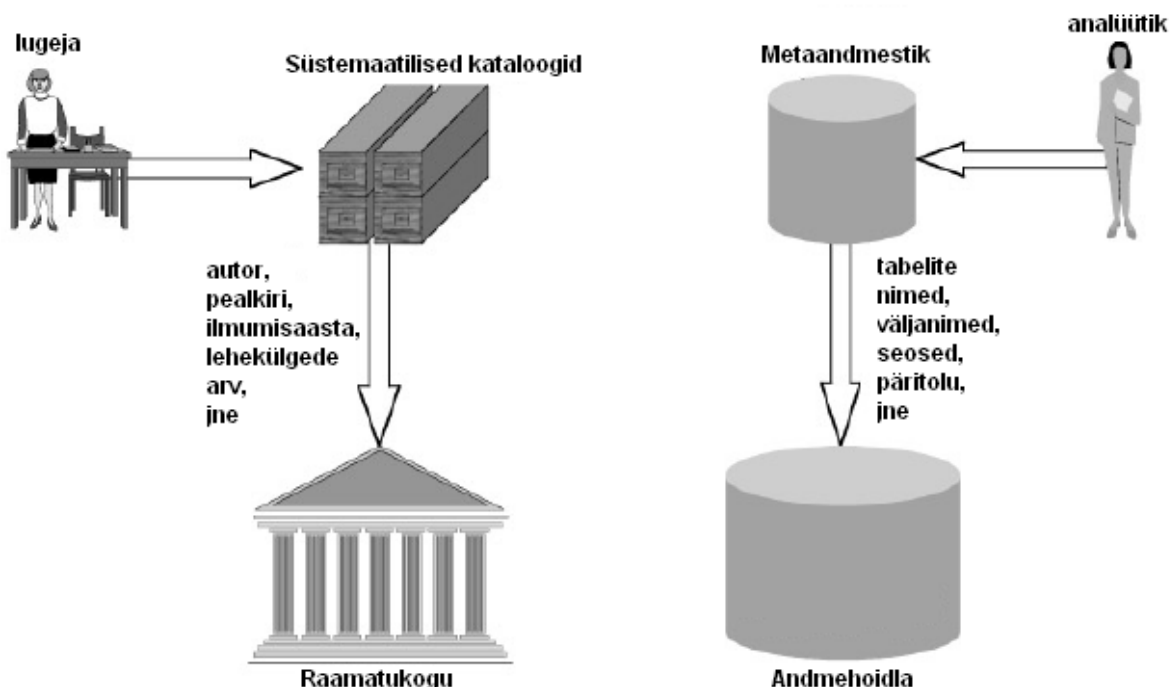 lugeja
Süstemaatilised kataloogid
autor,
pealkiri,
ilmumisaasta,
lehekülgede
arv,
jne
Raamatukogu
Metaandmestik
analüütik
tabelite
nimed,
väljanimed,
seosed,
päritolu,
jne
Andmehoidla